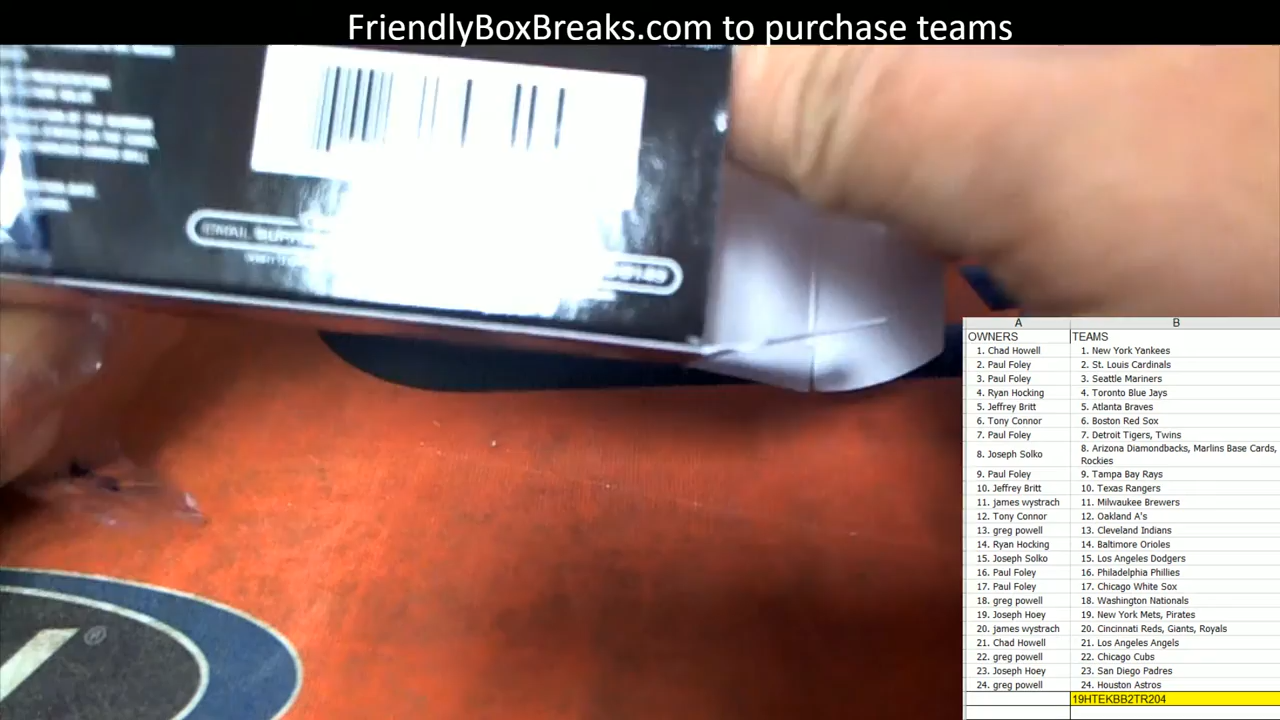 FriendlyBoxBreaks.com to purchase teams
EMAIL
A B
OWNERS TEAMS
1. Chad Howell 1. New York Yankees
2. Paul Foley 2. St. Louis Cardinals
3. Paul Foley 3. Seattle Mariners
4. Ryan Hocking 4. Toronto Blue Jays
5. Jeffrey Britt 5. Atlanta Braves
6. Tony Connor 6. Boston Red Sox
7. Paul Foley 7. Detroit Tigers, Twins
8. Joseph Solko 8. Arizona Diamondbacks, Marlins Base Cards,
Rockies
9. Paul Foley 9. Tampa Bay Rays
10. Jeffrey Britt 10. Texas Rangers
11. james wystrach 11. Milwaukee Brewers
12. Tony Connor 12. Oakland A's
13. greg powell 13. Cleveland Indians
14. Ryan Hocking 14. Baltimore Orioles
15. Joseph Solko 15. Los Angeles Dodgers
16. Paul Foley 16. Philadelphia Phillies
17. Paul Foley 17. Chicago White Sox
18. greg powell 18. Washington Nationals
19. Joseph Hoey 19. New York Mets, Pirates
20. james wystrach 20. Cincinnati Reds, Giants, Royals
21. Chad Howell 21. Los Angeles Angels
22. greg powell 22. Chicago Cubs
23. Joseph Hoey 23. San Diego Padres
24. greg powell 24. Houston Astros
19HTEKBB2TR204